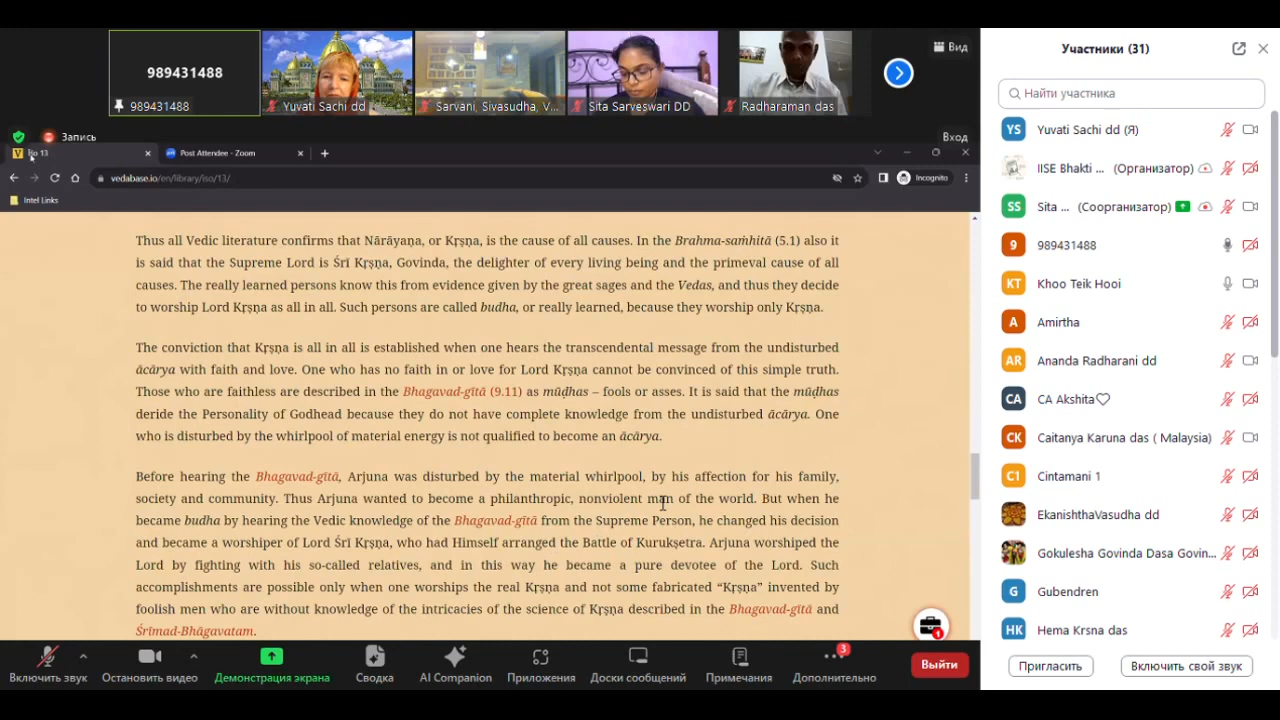 989431488
989431488
Yuvati Sachi dd
Sarvani, Sivasudha, V...
Sita Sarveswari DD
Radharaman das
Вид
Запись
Вход
Iso 13
Post Attendee - Zoom
vedabase.io/en/library/iso/13/
Incognito
Intel Links
Thus all Vedic literature confirms that Nārāyaṇa, or Kṛṣṇa, is the cause of all causes. In the Brahma-saṁhitā (5.1) also it
is said that the Supreme Lord is Śrī Kṛṣṇa, Govinda, the delighter of every living being and the primeval cause of all
causes. The really learned persons know this from evidence given by the great sages and the Vedas, and thus they decide
to worship Lord Kṛṣṇa as all in all. Such persons are called budha, or really learned, because they worship only Kṛṣṇa.
The conviction that Kṛṣṇa is all in all is established when one hears the transcendental message from the undisturbed
ācārya with faith and love. One who has no faith in or love for Lord Kṛṣṇa cannot be convinced of this simple truth.
Those who are faithless are described in the Bhagavad-gītā (9.11) as mūḍhas – fools or asses. It is said that the mūḍhas
deride the Personality of Godhead because they do not have complete knowledge from the undisturbed ācārya. One
who is disturbed by the whirlpool of material energy is not qualified to become an ācārya.
Before hearing the Bhagavad-gītā, Arjuna was disturbed by the material whirlpool, by his affection for his family,
society and community. Thus Arjuna wanted to become a philanthropic, nonviolent man of the world. But when he
became budha by hearing the Vedic knowledge of the Bhagavad-gītā from the Supreme Person, he changed his decision
and became a worshiper of Lord Śrī Kṛṣṇa, who had Himself arranged the Battle of Kurukṣetra. Arjuna worshiped the
Lord by fighting with his so-called relatives, and in this way he became a pure devotee of the Lord. Such
accomplishments are possible only when one worships the real Kṛṣṇa and not some fabricated “Kṛṣṇa” invented by
foolish men who are without knowledge of the intricacies of the science of Kṛṣṇa described in the Bhagavad-gītā and
Śrīmad-Bhāgavatam.
1
Включить звук
Остановить видео
Демонстрация экрана
Сводка
AI Companion
Приложения
Доски сообщений
Примечания
3
Дополнительно
Выйти
Участники (31)
Найти участника
YS Yuvati Sachi dd (Я)
IISE Bhakti ... (Организатор)
SS Sita ... (Соорганизатор)
9 989431488
KT Khoo Teik Hooi
A Amirtha
AR Ananda Radharani dd
CA CA Akshita♡
CK Caitanya Karuna das ( Malaysia)
C1 Cintamani 1
EkanishthaVasudha dd
Gokulesha Govinda Dasa Govin...
G Gubendren
HK Hema Krsna das
Пригласить
Включить свой звук